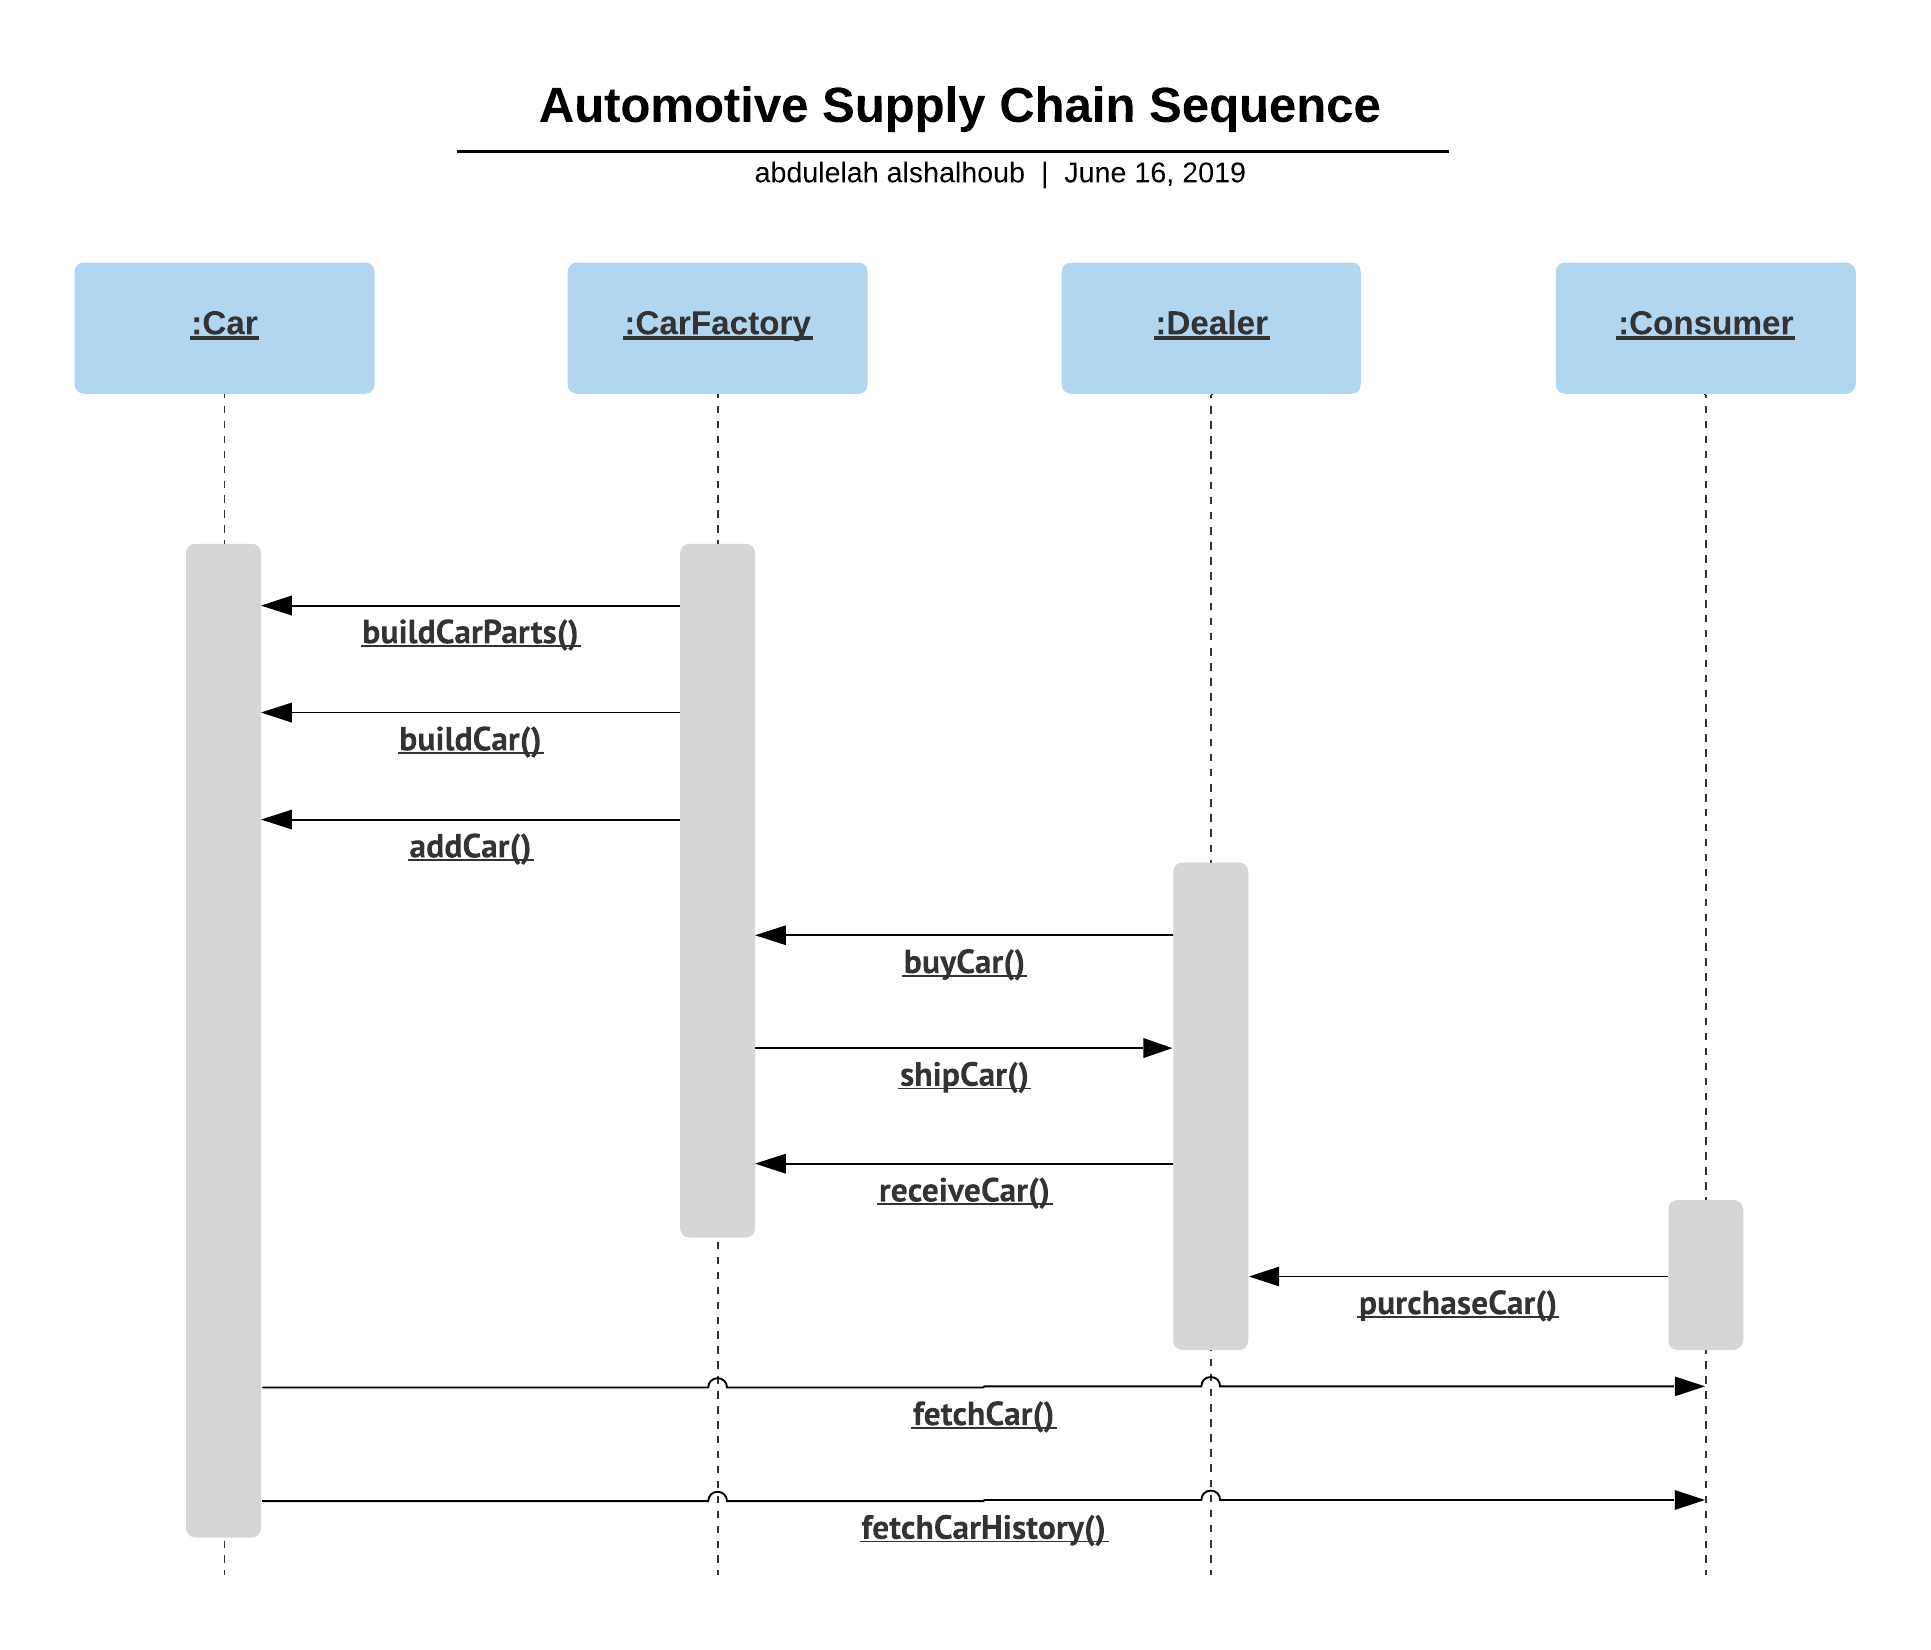 Automotive Supply Chain Sequence
abdulelah alshalhoub | June 16, 2019
:Car
:CarFactory
:Dealer
:Consumer
buildCarParts()
buildCar()
addCar()
buyCar()
shipCar()
receiveCar()
purchaseCar()
fetchCar()
fetchCarHistory()